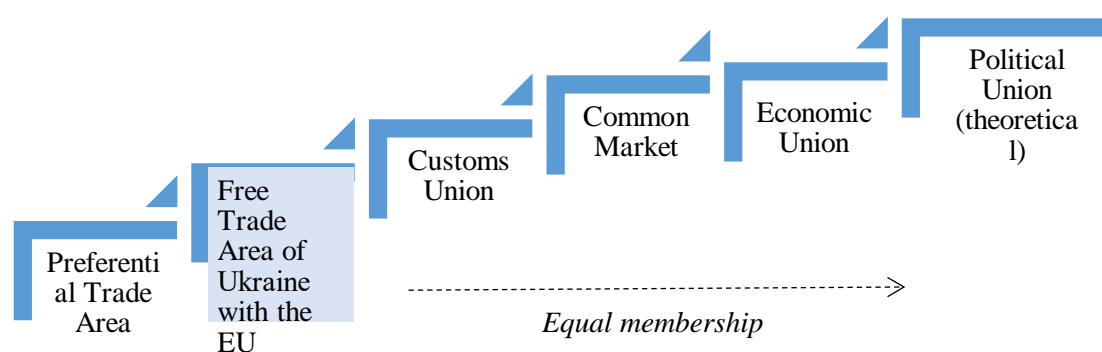 Preferenti
al Trade
Area
Free
Trade
Area of
Ukraine
with the
EU
Customs
Union
Common
Market
Economic
Union
Political
Union
(theoretica
l)
Equal membership